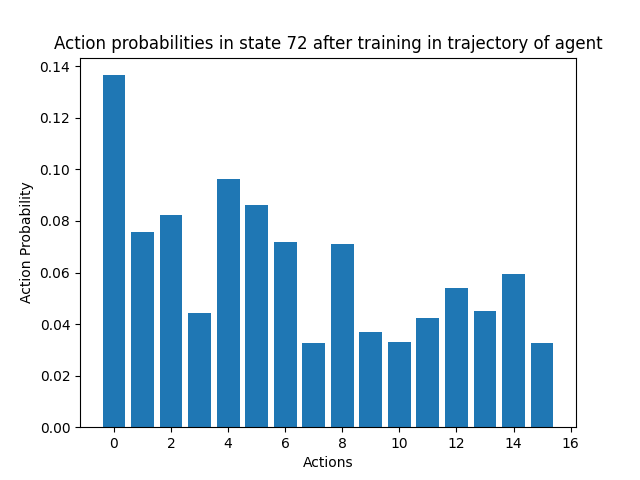 Action probabilities in state 72 after training in trajectory of agent
0.14
0.12
0.10
0.08
0.06
0.04
0.02
0.00
Action Probability
0 2 4 6 8 10 12 14 16
Actions